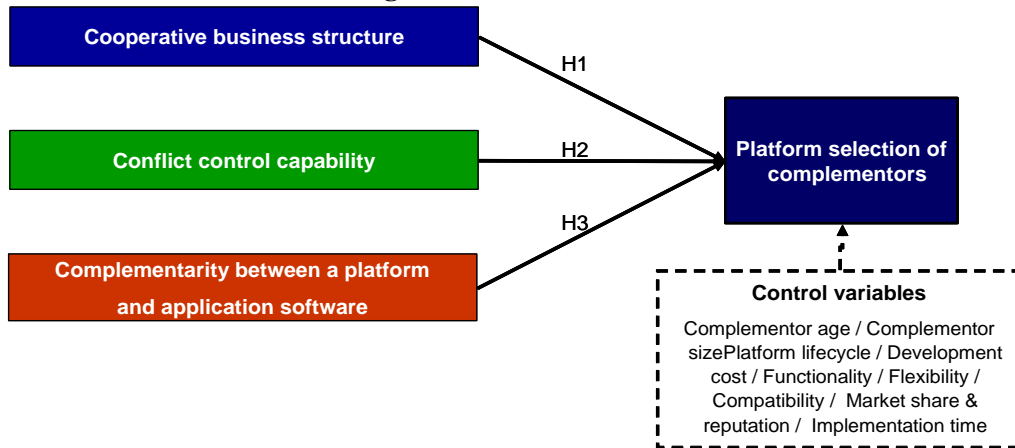 Cooperative business structure
H1
Conflict control capability
H2
Platform selection of
complementors
H3
Complementarity between a platform
and application software
Control variables
Complementor age / Complementor
sizePlatform lifecycle / Development
cost / Functionality / Flexibility /
Compatibility / Market share &
reputation / Implementation time